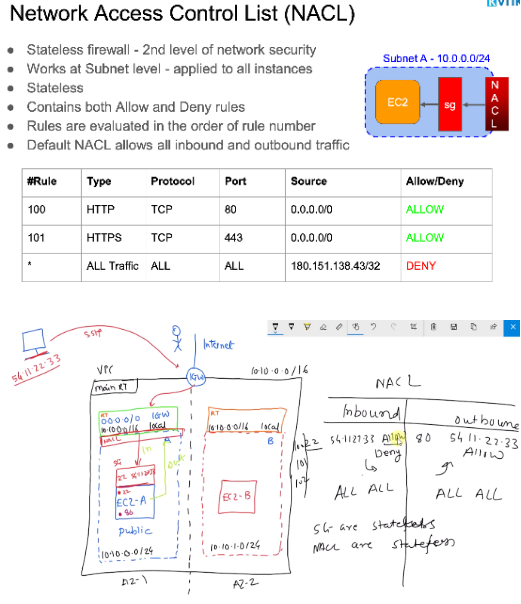 Network Access Control List (NACL)
Stateless firewall - 2nd level of network security
Works at Subnet level - applied to all instances
Stateless
Contains both Allow and Deny rules
Rules are evaluated in the order of rule number
Default NACL allows all inbound and outbound traffic
Subnet A - 10.0.0.0/24
EC2
sg
NACL
#Rule Type Protocol Port Source Allow/Deny
100 HTTP TCP 80 0.0.0.0/0 ALLOW
101 HTTPS TCP 443 0.0.0.0/0 ALLOW
* ALL Traffic ALL ALL 180.151.138.43/32 DENY
SSH
54.11.22.33
Internet
VPC
IGW
10.10.0.0/16
main RT
RT
0.0.0.0/0 IGW
10.10.0.0/16 local
NACL
A
IN
OUT
SG
22
EC2-A
Public
10.10.0.0/24
AZ-1
RT
10.10.0.0/16 local
B
EC2-B
10.10.1.0/24
AZ-2
NACL
Inbound
Outbound
22 54.11.22.33 Allow
Deny
101
ALL ALL
80 54.11.22.33
Allow
ALL ALL
SG are
NACL are